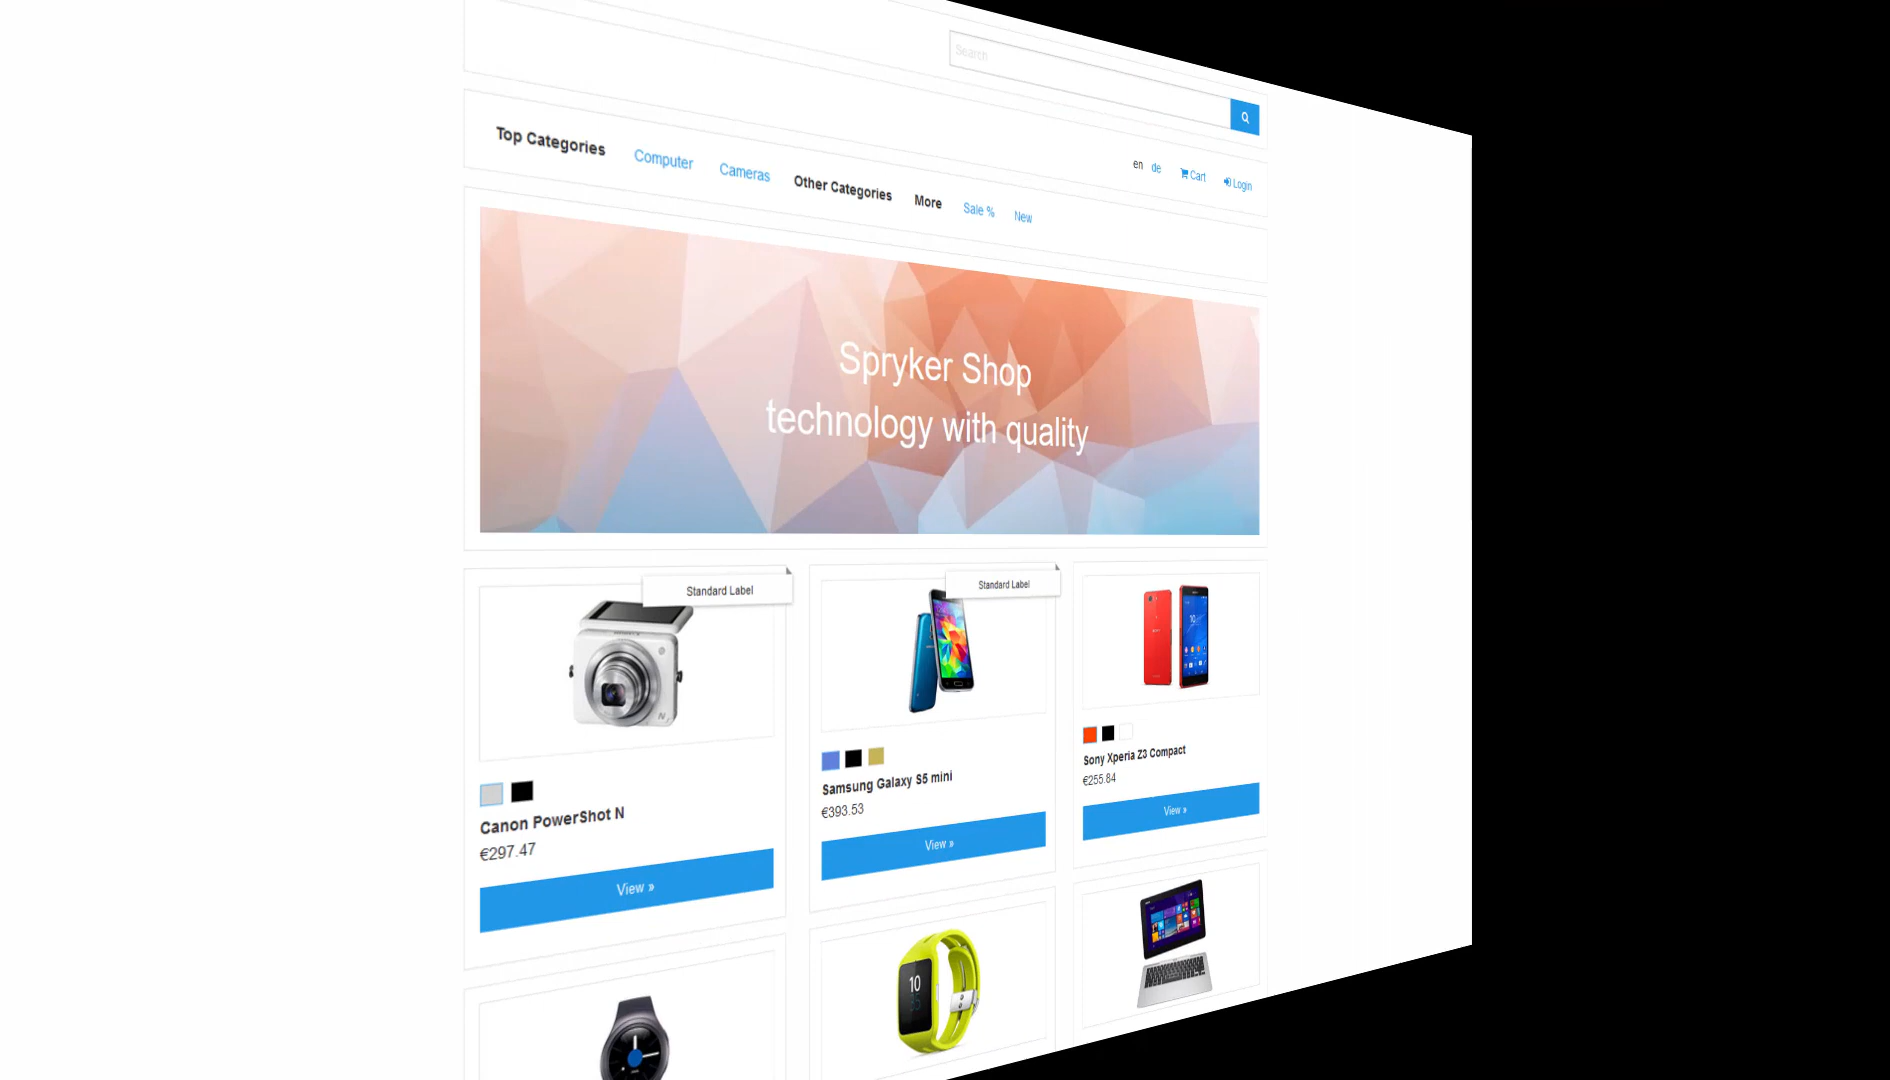 Search
en de Cart Login
Top Categories Computer Cameras Other Categories More Sale % New
Spryker Shop
technology with quality
Standard Label
Canon PowerShot N
€297.47
View »
Standard Label
Samsung Galaxy S5 mini
€393.53
View »
Sony Xperia Z3 Compact
€255.84
View »
10